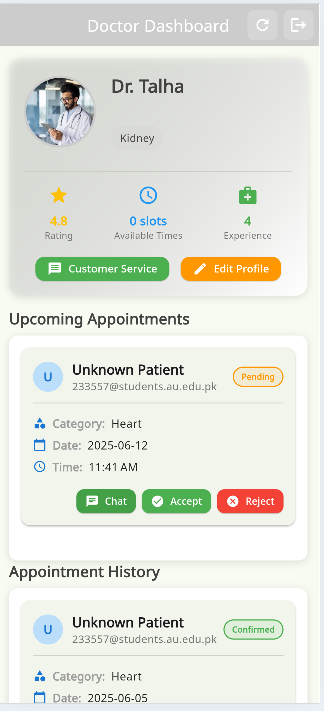 Doctor Dashboard
Dr. Talha
Kidney
4.8 0 slots 4
Rating Available Times Experience
Customer Service Edit Profile
Upcoming Appointments
U Unknown Patient Pending
233557@students.au.edu.pk
Category: Heart
Date: 2025-06-12
Time: 11:41 AM
Chat Accept Reject
Appointment History
U Unknown Patient Confirmed
233557@students.au.edu.pk
Category: Heart
Date: 2025-06-05